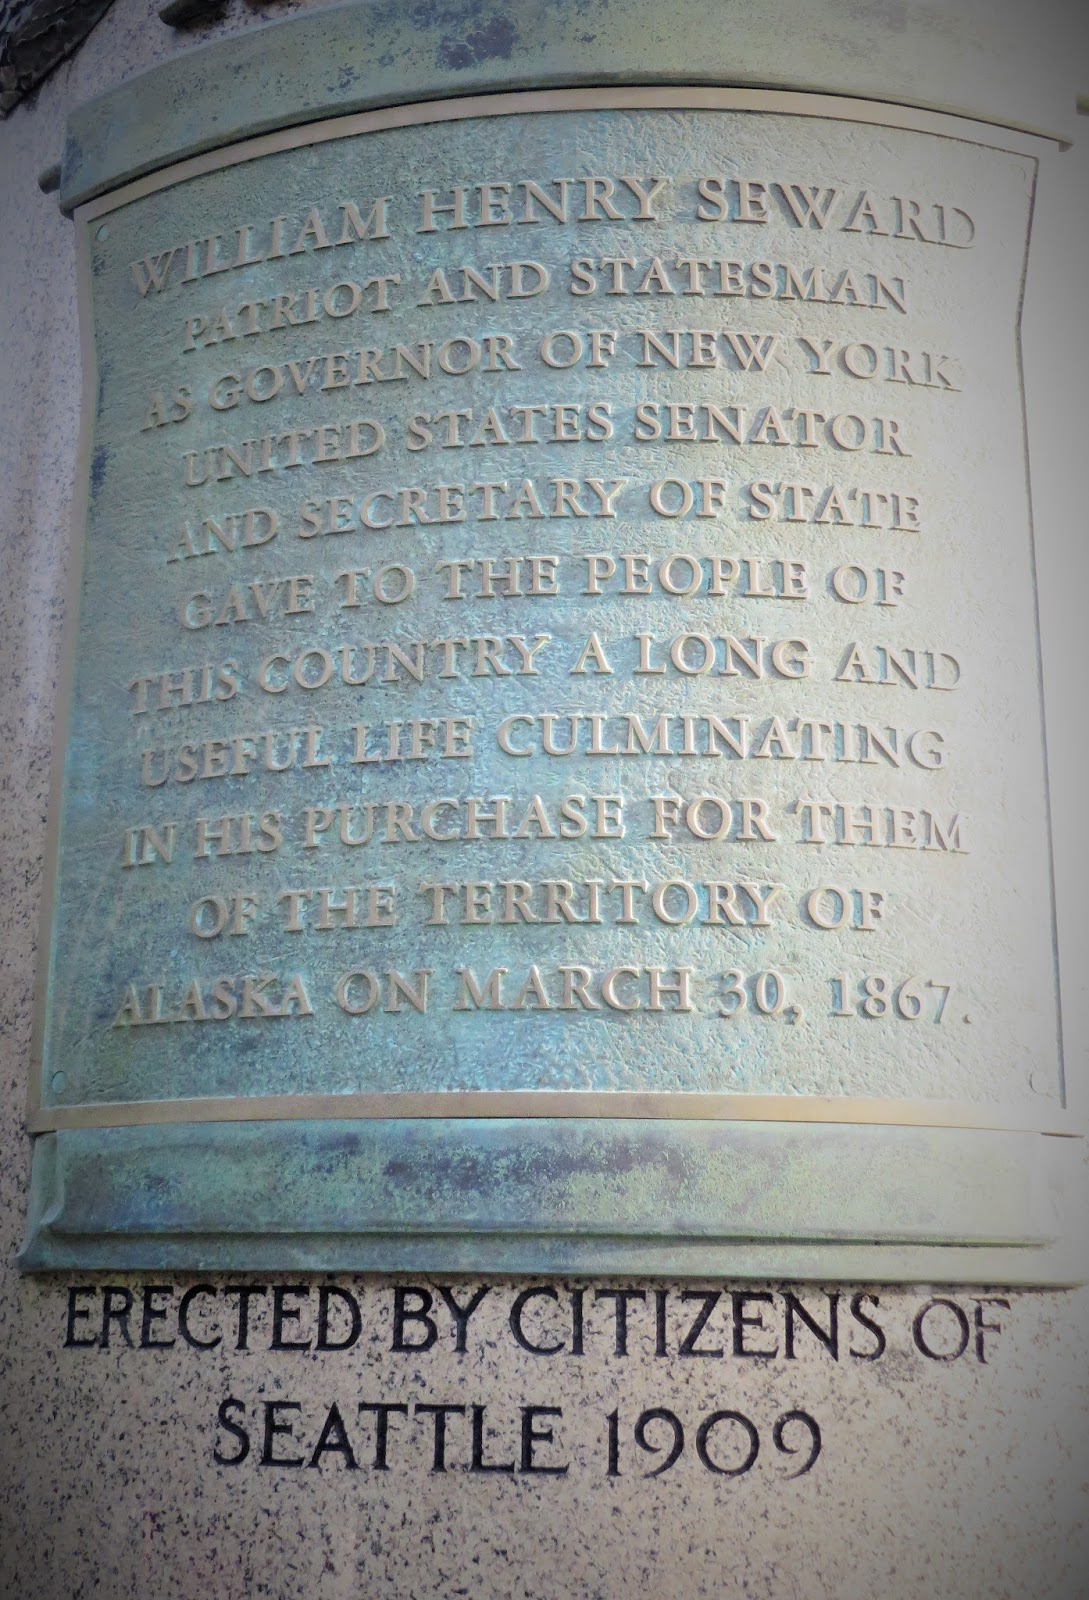 WILLIAM HENRY SEWARD
PATRIOT AND STATESMAN
AS GOVERNOR OF NEW YORK
UNITED STATES SENATOR
AND SECRETARY OF STATE
GAVE TO THE PEOPLE OF
THIS COUNTRY A LONG AND
USEFUL LIFE CULMINATING
IN HIS PURCHASE FOR THEM
OF THE TERRITORY OF
ALASKA ON MARCH 30, 1867.
ERECTED BY CITIZENS OF
SEATTLE 1909